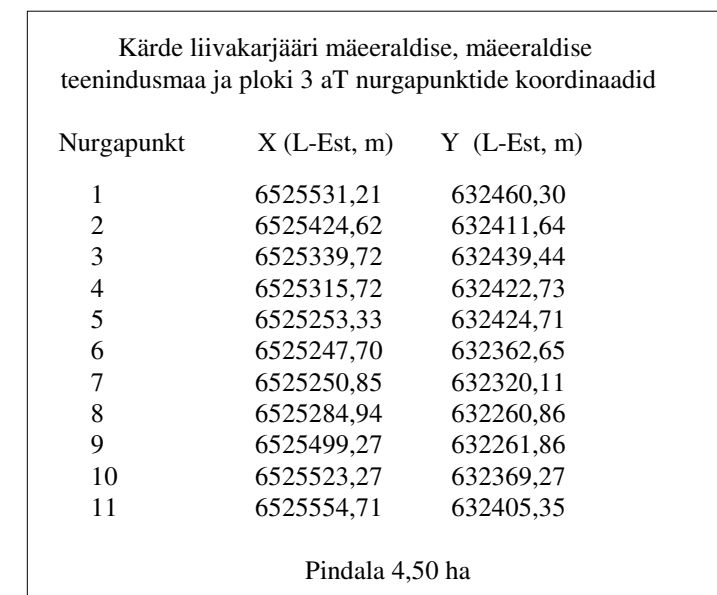 Kärde liivakarjääri mäeeraldise, mäeeraldise
teenindusmaa ja ploki 3 aT nurgapunktide koordinaadid
Nurgapunkt X (L-Est, m) Y (L-Est, m)
1 6525531,21 632460,30
2 6525424,62 632411,64
3 6525339,72 632439,44
4 6525315,72 632422,73
5 6525253,33 632424,71
6 6525247,70 632362,65
7 6525250,85 632320,11
8 6525284,94 632260,86
9 6525499,27 632261,86
10 6525523,27 632369,27
11 6525554,71 632405,35
Pindala 4,50 ha